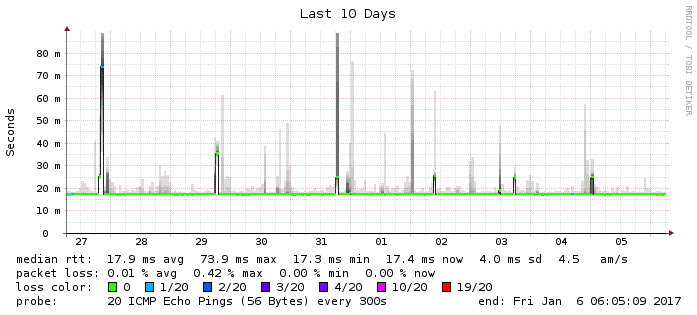 Last 10 Days
RRDTOOL / TOBI OETIKER
Seconds
80 m
70 m
60 m
50 m
40 m
30 m
20 m
10 m
0
27 28 29 30 31 01 02 03 04 05
median rtt: 17.9 ms avg 73.9 ms max 17.3 ms min 17.4 ms now 4.0 ms sd 4.5 am/s
packet loss: 0.01 % avg 0.42 % max 0.00 % min 0.00 % now
loss color: 0 1/20 2/20 3/20 4/20 10/20 19/20
probe: 20 ICMP Echo Pings (56 Bytes) every 300s end: Fri Jan 6 06:05:09 2017